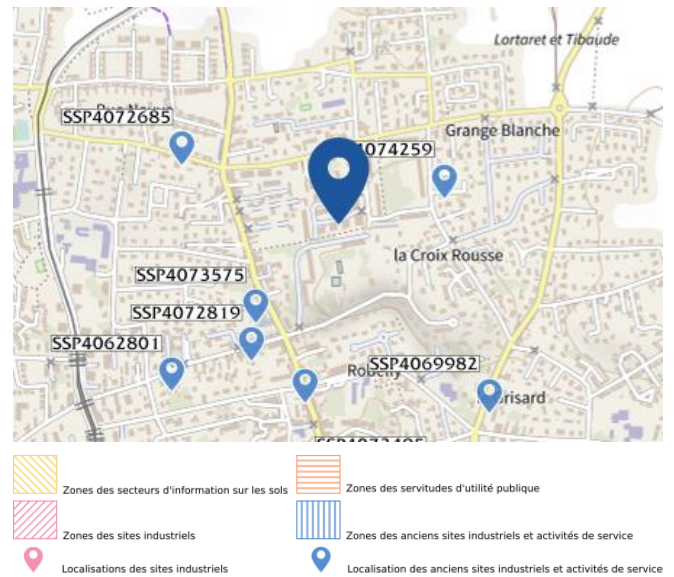 Lortaret et Tibaude
SSP4072685
Grange Blanche
4074259
la Croix Rousse
SSP4073575
SSP4072819
SSP4062801
SSP4069982
Zones des secteurs d'information sur les sols
Zones des servitudes d'utilité publique
Zones des sites industriels
Zones des anciens sites industriels et activités de service
Localisations des sites industriels
Localisation des anciens sites industriels et activités de service